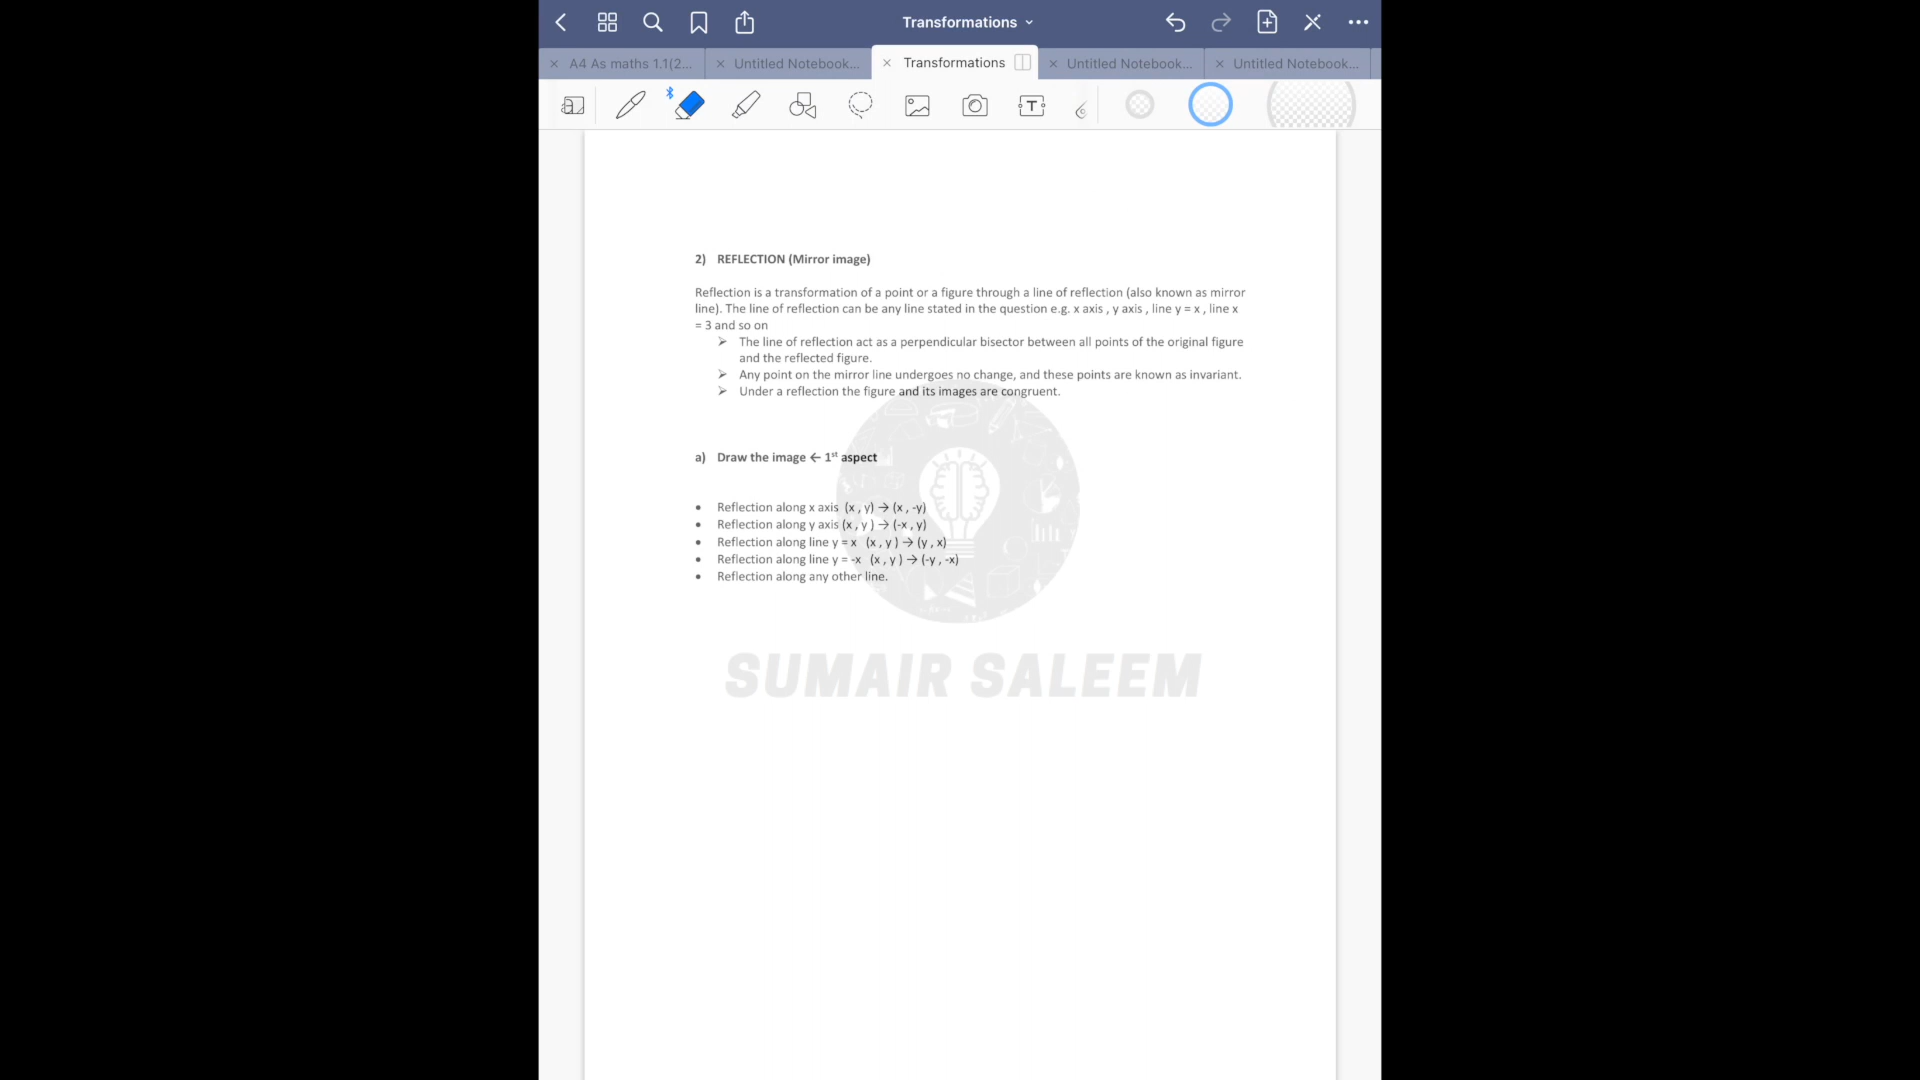 Transformations
A4 As maths 1.1(2...
Untitled Notebook...
Transformations
Untitled Notebook...
Untitled Notebook...
T
2) REFLECTION (Mirror image)
Reflection is a transformation of a point or a figure through a line of reflection (also known as mirror
line). The line of reflection can be any line stated in the question e.g. x axis , y axis , line y = x , line x
= 3 and so on
➢ The line of reflection act as a perpendicular bisector between all points of the original figure
and the reflected figure.
➢ Any point on the mirror line undergoes no change, and these points are known as invariant.
➢ Under a reflection the figure and its images are congruent.
a) Draw the image ← 1st aspect
• Reflection along x axis (x , y) → (x , -y)
• Reflection along y axis (x , y ) → (-x , y)
• Reflection along line y = x (x , y ) → (y , x)
• Reflection along line y = -x (x , y ) → (-y , -x)
• Reflection along any other line.
SUMAIR SALEEM